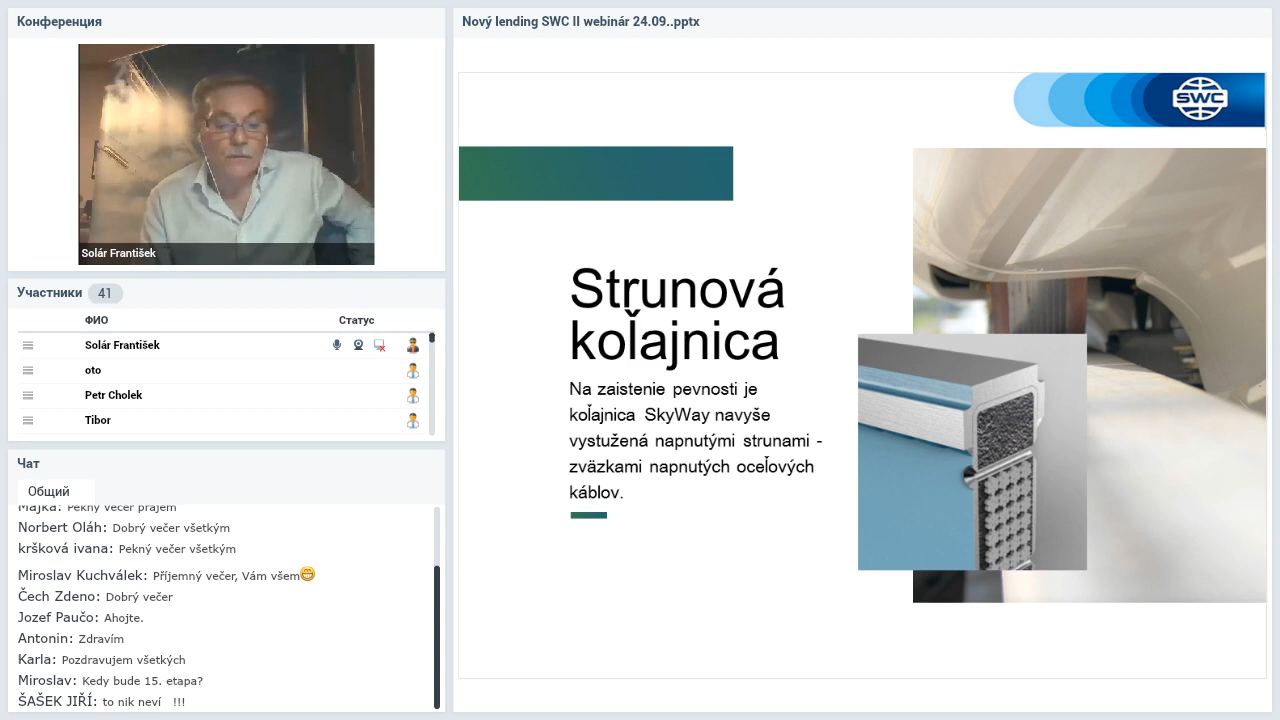 Конференция
Solár František
Участники 41
ФИО Статус
Solár František
oto
Petr Cholek
Tibor
Чат
Общий
Majka: Pekný večer prajem
Norbert Oláh: Dobrý večer všetkým
kršková ivana: Pekný večer všetkým
Miroslav Kuchválek: Příjemný večer, Vám všem
Čech Zdeno: Dobrý večer
Jozef Paučo: Ahojte.
Antonin: Zdravím
Karla: Pozdravujem všetkých
Miroslav: Kedy bude 15. etapa?
ŠAŠEK JIŘÍ: to nik neví !!!
Nový lending SWC II webinár 24.09..pptx
SWC
Strunová
koľajnica
Na zaistenie pevnosti je
koľajnica SkyWay navyše
vystužená napnutými strunami -
zväzkami napnutých oceľových
káblov.